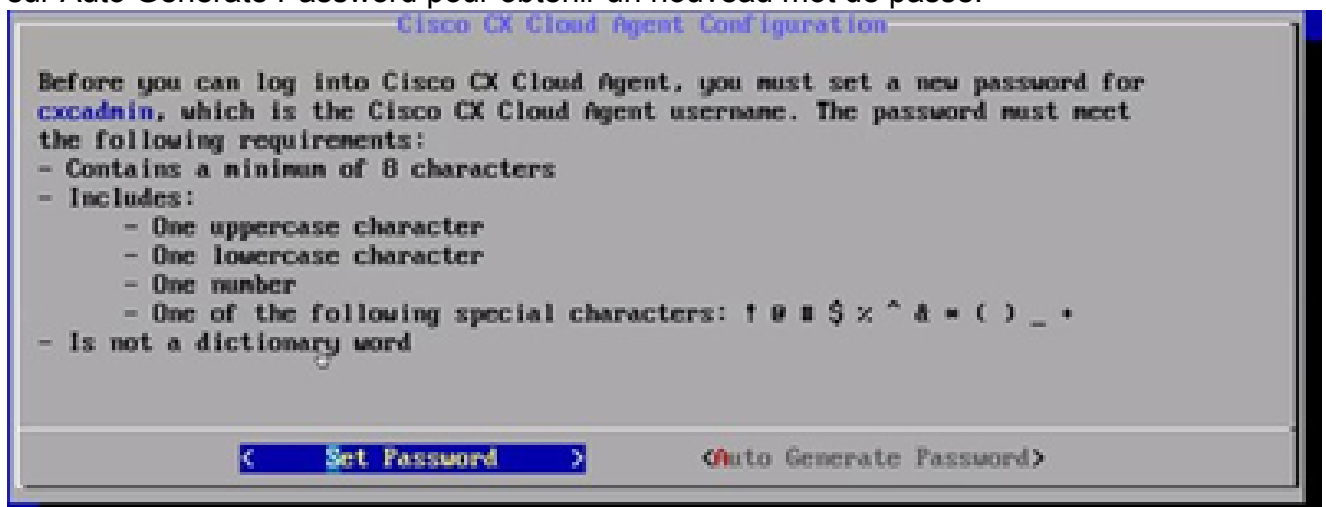 sur Auto Generate Password pour obtenir un nouveau mot de passe.
Cisco CX Cloud Agent Configuration
Before you can log into Cisco CX Cloud Agent, you must set a new password for
cxcadmin, which is the Cisco CX Cloud Agent username. The password must meet
the following requirements:
- Contains a minimum of 8 characters
- Includes:
- One uppercase character
- One lowercase character
- One number
- One of the following special characters: ! @ # $ % ^ & * ( ) _ +
- Is not a dictionary word
< Set Password >
<Auto Generate Password>